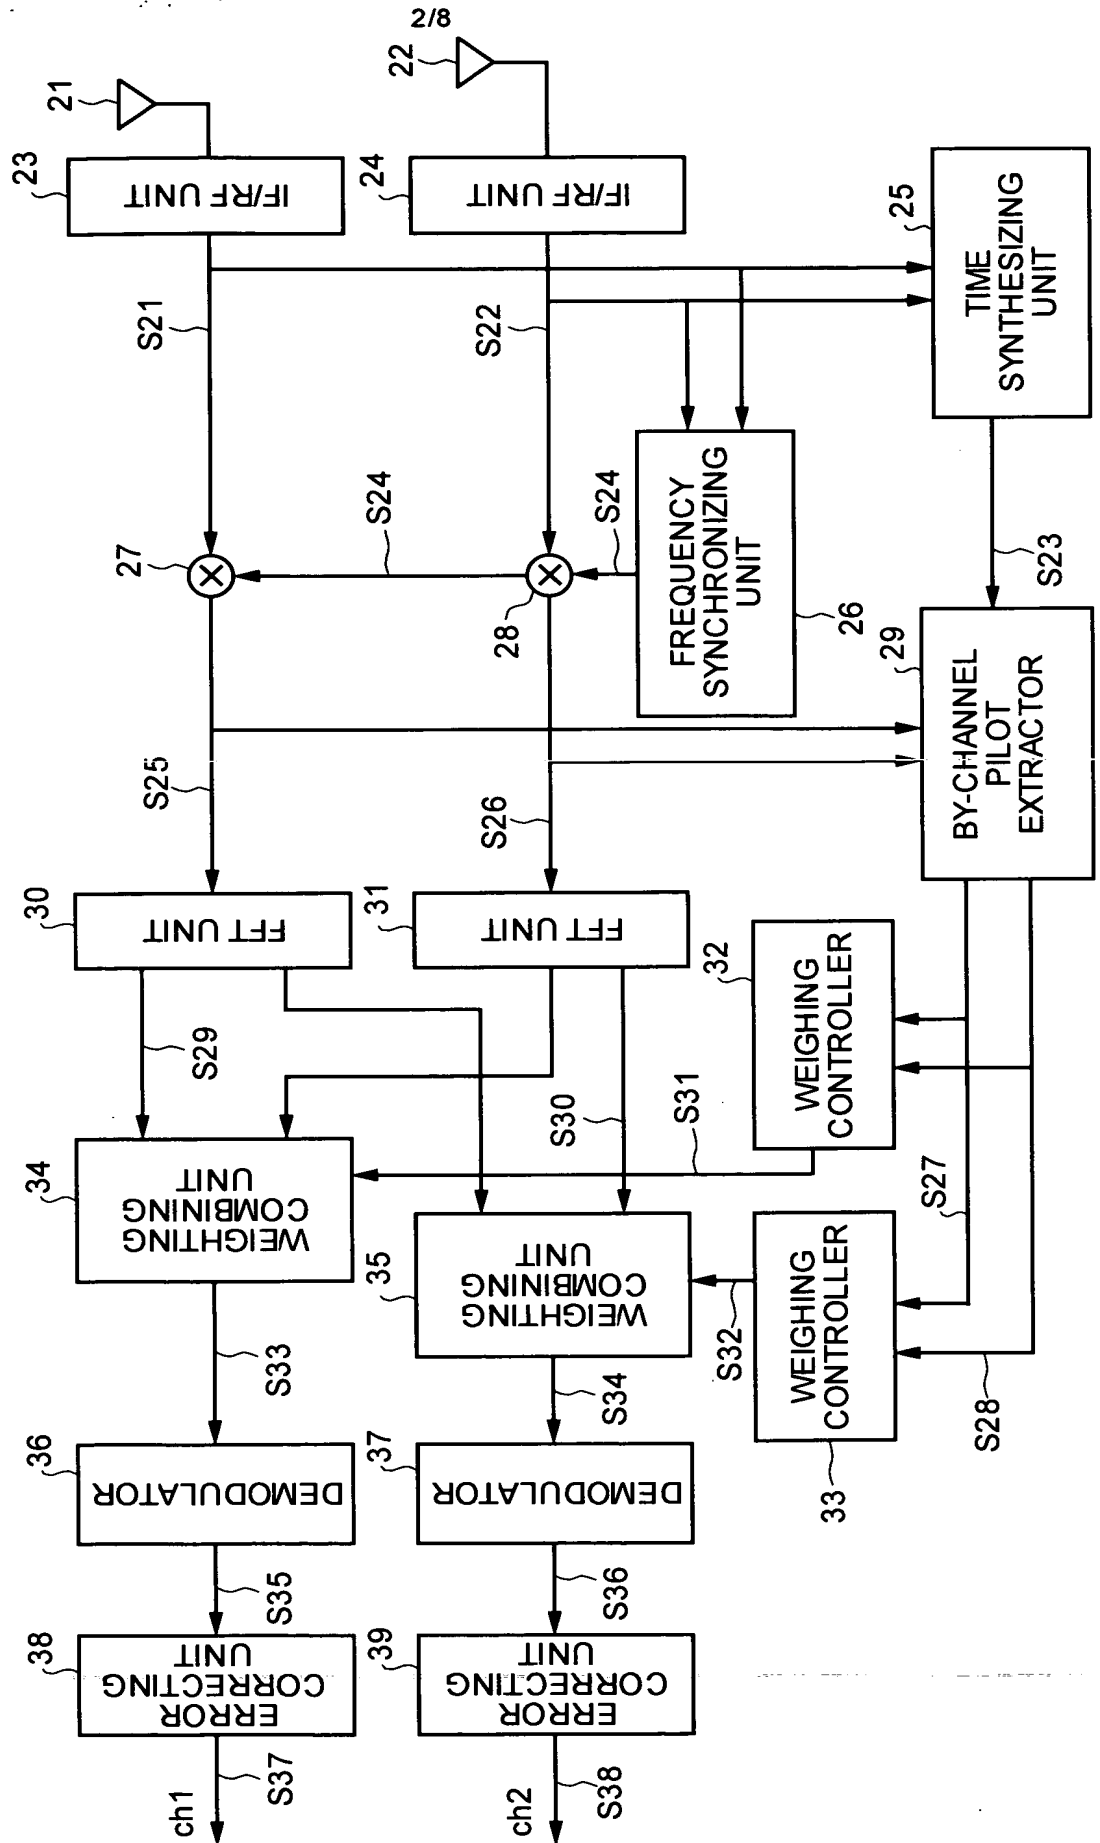 2/8
21
22
23
IF/RF UNIT
24
IF/RF UNIT
25
TIME
SYNTHESIZING
UNIT
S21
S22
S23
S24
S24
27
28
FREQUENCY
SYNCHRONIZING
UNIT
26
29
BY-CHANNEL
PILOT
EXTRACTOR
S25
S26
30
FFT UNIT
31
FFT UNIT
32
WEIGHING
CONTROLLER
S29
S30
S31
S27
34
WEIGHTING
COMBINING
UNIT
35
WEIGHTING
COMBINING
UNIT
S32
WEIGHING
CONTROLLER
33
S28
S33
S34
36
DEMODULATOR
37
DEMODULATOR
S35
S36
38
ERROR
CORRECTING
UNIT
39
ERROR
CORRECTING
UNIT
ch1
S37
ch2
S38